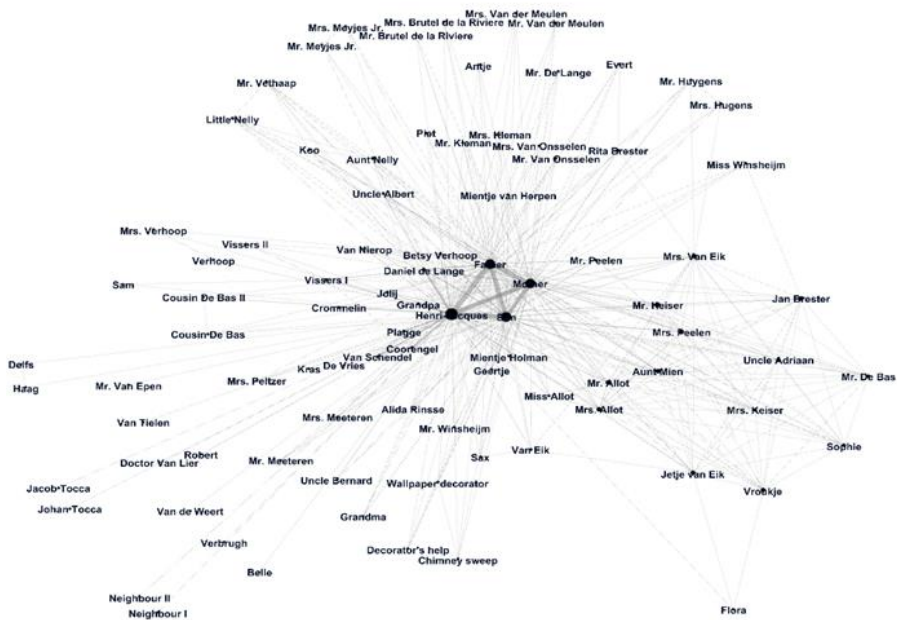 Mrs. Van der Meulen
Mrs. Brutel de la Riviere
Mr. Van der Meulen
Mrs. Meyjes Jr.
Mr. Brutel de la Riviere
Mr. Meyjes Jr.
Antje
Mr. De Lange
Evert
Mr. Vethaap
Mr. Huygens
Mrs. Hugens
Little Nelly
Piet
Mrs. Kleman
Mr. Kleman
Mrs. Van Onsselen
Koo
Rita Brester
Aunt Nelly
Mr. Van Onsselen
Miss Winsheijm
Uncle Albert
Mientje van Herpen
Mrs. Verhoop
Vissers II
Van Nierop
Betsy Verhoop
Verhoop
Father
Mr. Peelen
Mrs. Van Eik
Daniel de Lange
Sam
Vissers I
Mother
Cousin De Bas II
Jolij
Jan Brester
Crommelin
Grandpa
Mr. Keiser
Henri Jacques
Cousin De Bas
Platge
Mrs. Peelen
Coortengel
Van Schendel
Mientje Holman
Uncle Adriaan
Delfs
De Vries
Kras
Geertje
Aunt Mien
Mr. De Bas
Haag
Mr. Van Epen
Mrs. Peltzer
Mr. Allot
Miss Allot
Alida Rinsse
Mrs. Allot
Mrs. Keiser
Mrs. Meeteren
Van Tielen
Mr. Winsheijm
Sophie
Van Eik
Robert
Sax
Doctor Van Lier
Mr. Meeteren
Jetje van Eik
Uncle Bernard
Wallpaper decorator
Jacob Tocca
Vroukje
Johan Tocca
Van de Weert
Grandma
Verbrugh
Decorator's help
Chimney sweep
Belle
Neighbour II
Flora
Neighbour I